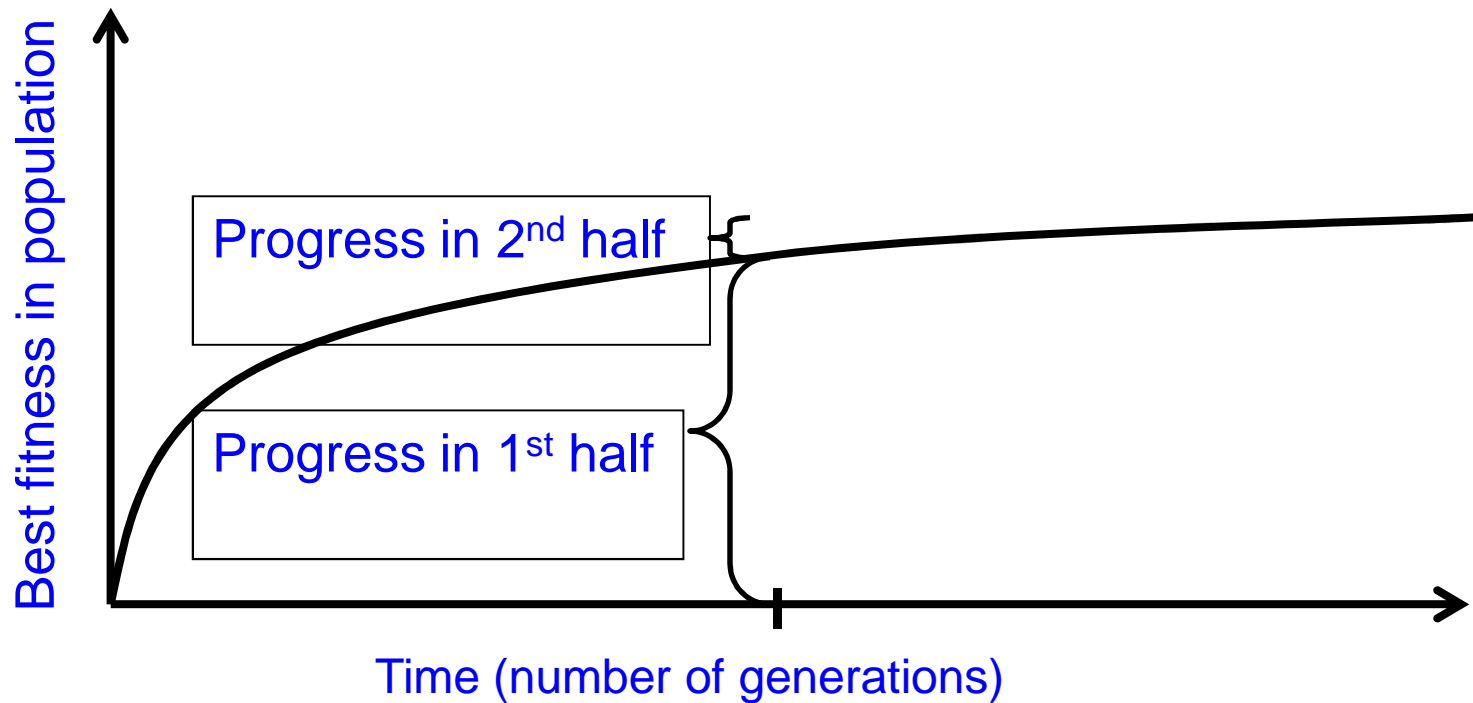 Best fitness in population
Progress in 2nd half
Progress in 1st half
Time (number of generations)